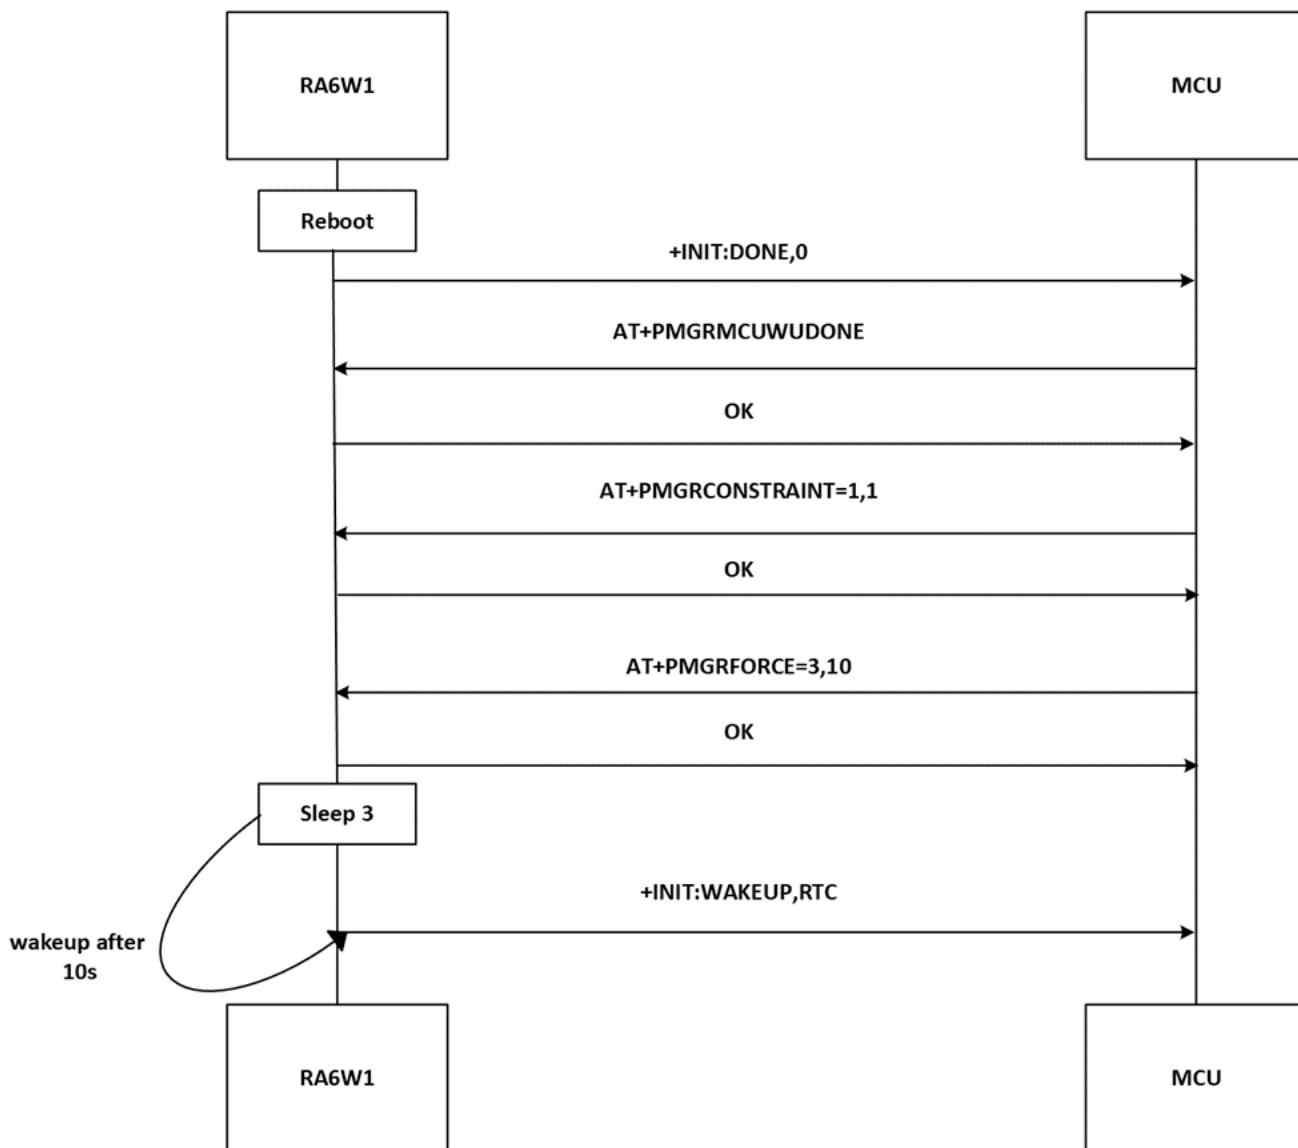 RA6W1
MCU
Reboot
+INIT:DONE,0
AT+PMGRMCUWUDONE
OK
AT+PMGRCONSTRAINT=1,1
OK
AT+PMGRFORCE=3,10
OK
Sleep 3
+INIT:WAKEUP,RTC
wakeup after
10s
RA6W1
MCU